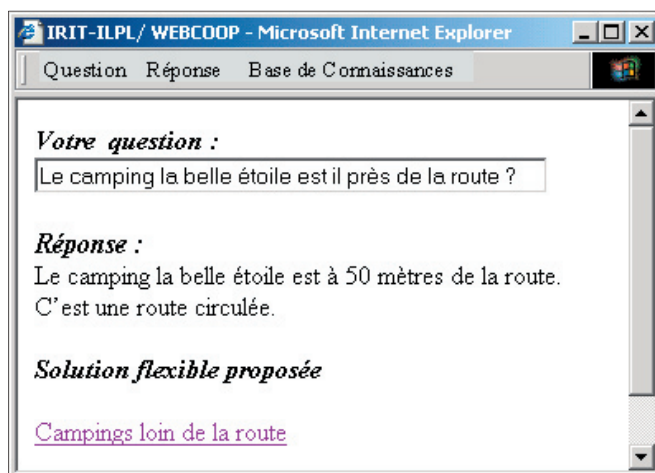 IRIT-ILPL/ WEBCOOP - Microsoft Internet Explorer
Question Réponse Base de Connaissances
Votre question :
Le camping la belle étoile est il près de la route ?
Réponse :
Le camping la belle étoile est à 50 mètres de la route.
C'est une route circulée.
Solution flexible proposée
Campings loin de la route